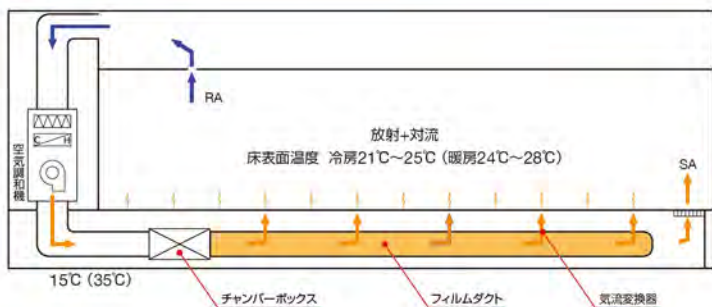 RA
空気調和機
C H
放射+対流
床表面温度 冷房21℃～25℃（暖房24℃～28℃）
SA
15℃（35℃）
チャンバーボックス
フィルムダクト
気流変換器